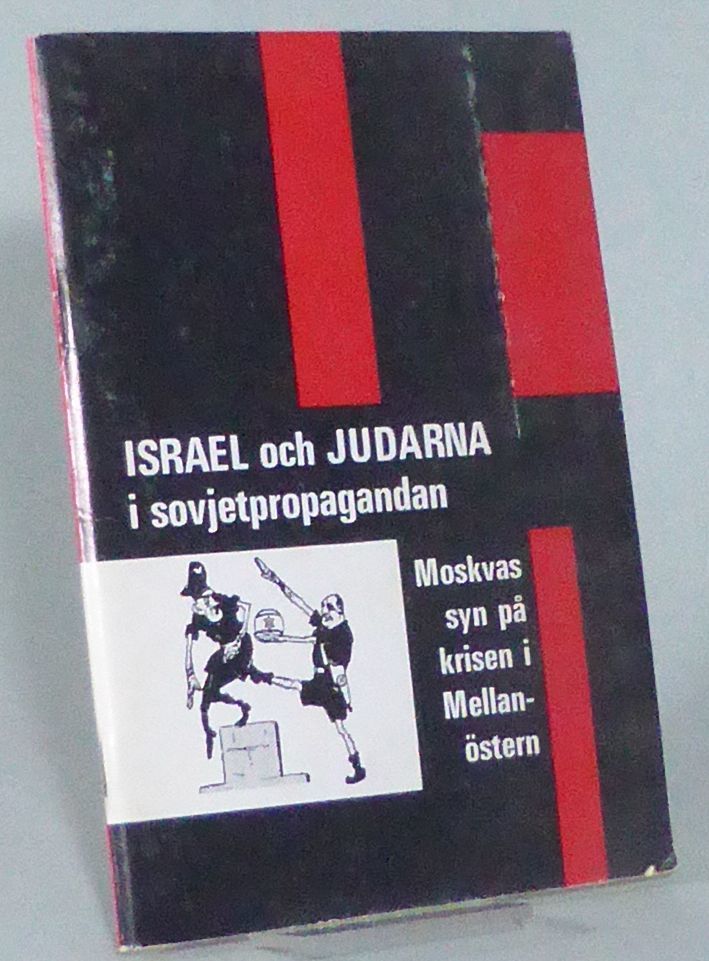 ISRAEL och JUDARNA
i sovjetpropagandan
Moskvas
syn på
krisen i
Mellan-
östern